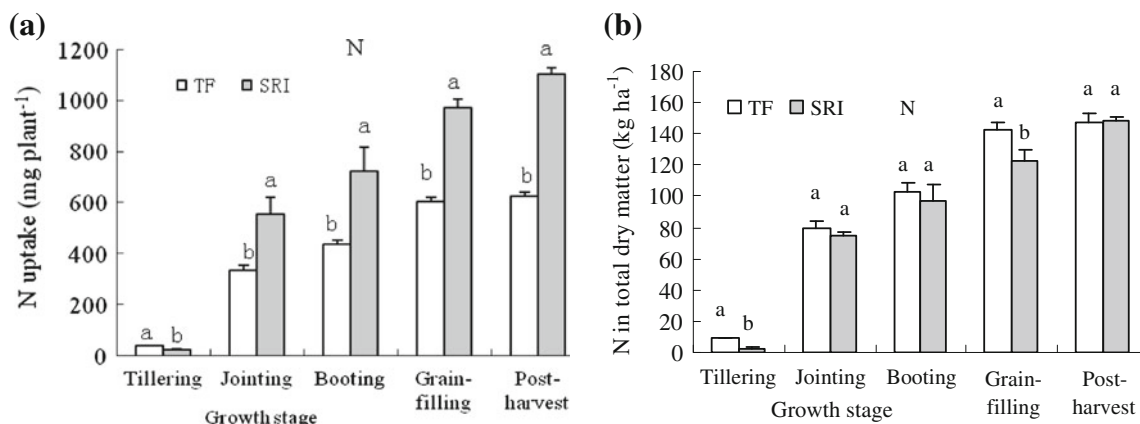 (a)
N uptake (mg plant-1)
1200
1000
800
600
400
200
0
N
TF SRI
a b
b a
b a
b a
b a
Tillering Jointing Booting Grain- Post-
filling harvest
Growth stage
(b)
N in total dry matter (kg ha-1)
180
160
140
120
100
80
60
40
20
0
TF SRI N
a b
a a
a a
a b
a a
Tillering Jointing Booting Grain- Post-
filling harvest
Growth stage